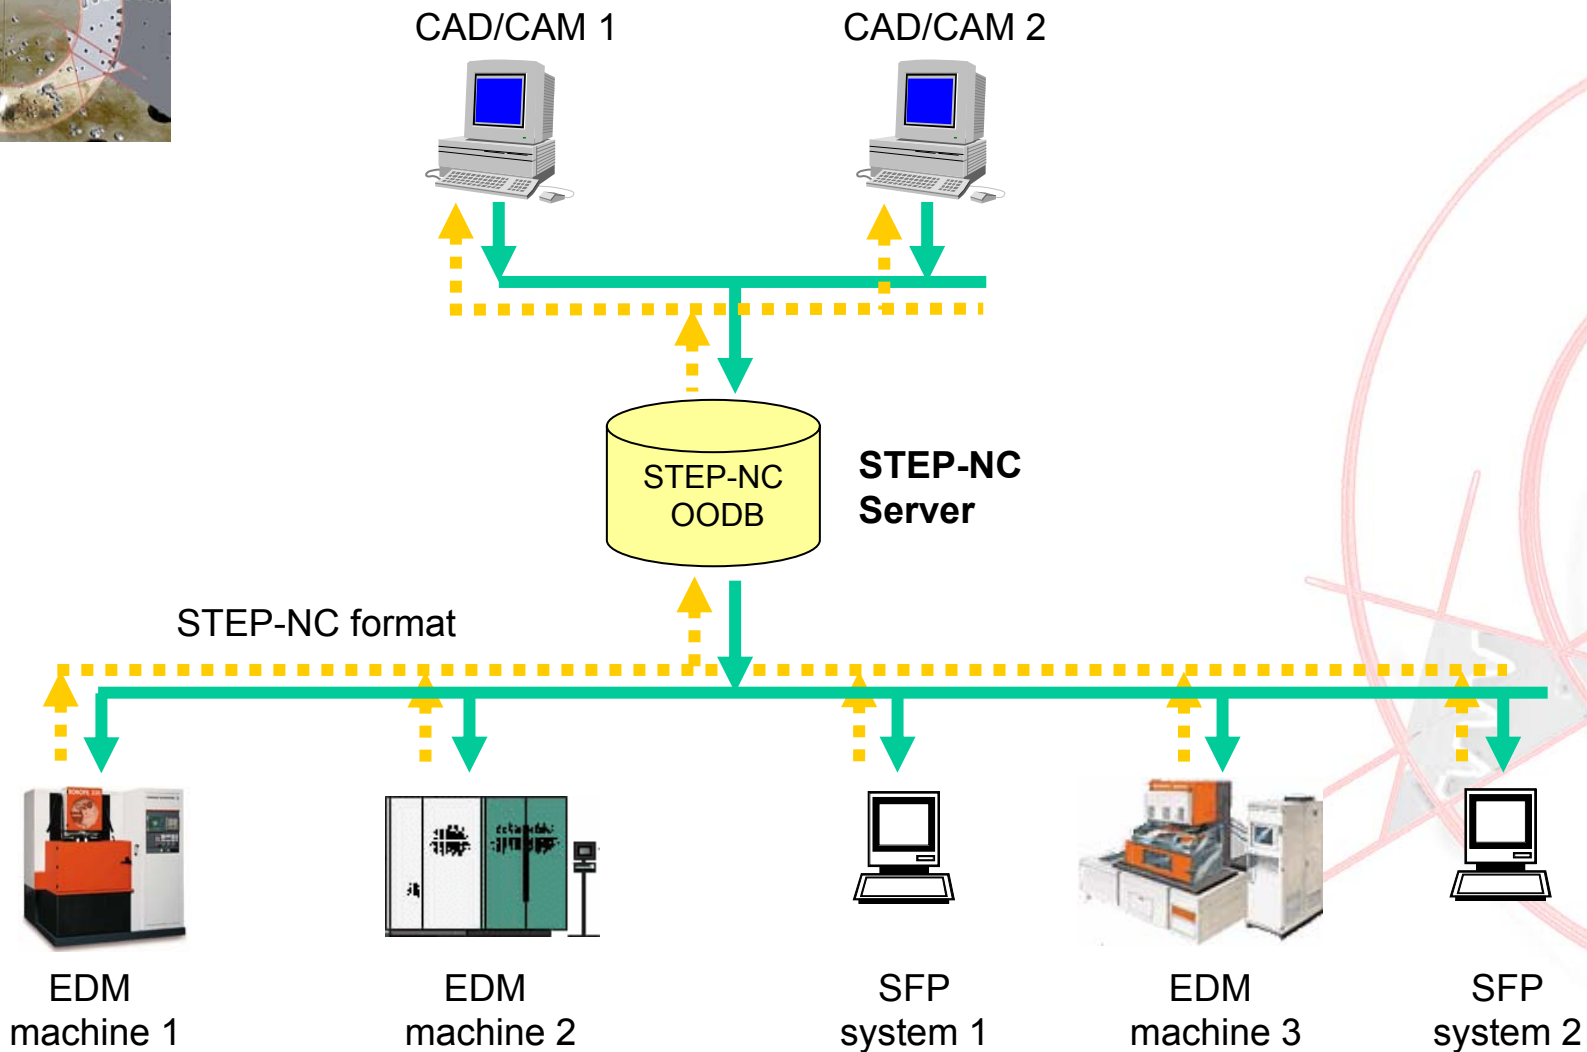 CAD/CAM 1
CAD/CAM 2
STEP-NC
OODB
STEP-NC
Server
STEP-NC format
EDM
machine 1
EDM
machine 2
SFP
system 1
EDM
machine 3
SFP
system 2